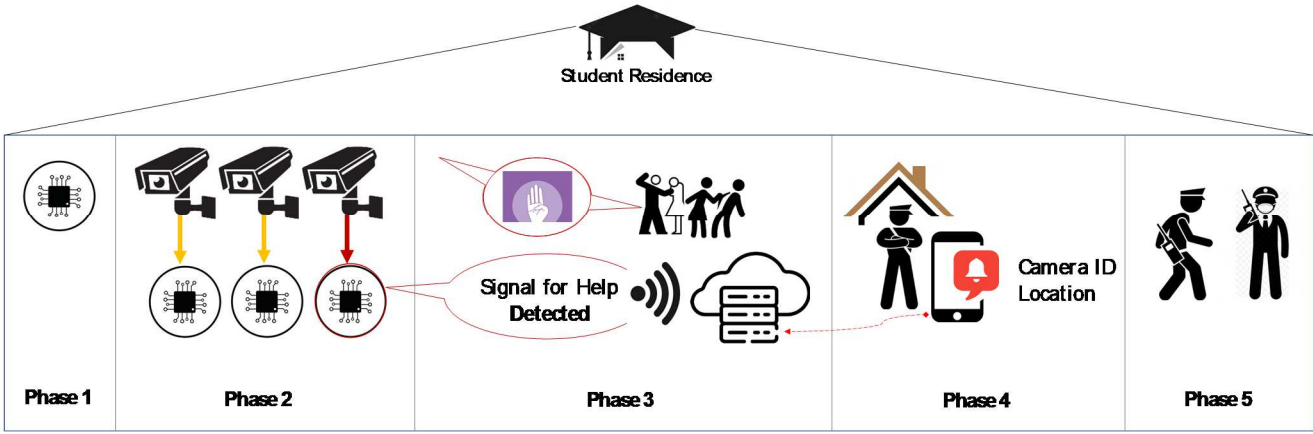 Student Residence
Signal for Help
Detected
Camera ID
Location
Phase 1
Phase 2
Phase 3
Phase 4
Phase 5